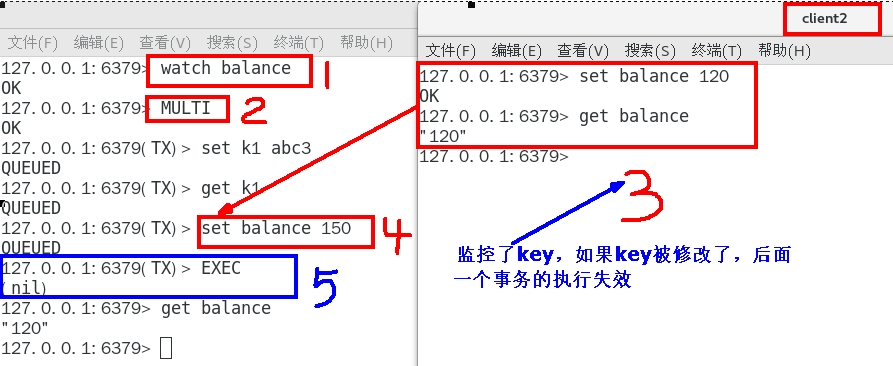 文件(F) 编辑(E) 查看(V) 搜索(S) 终端(T) 帮助(H)
127.0.0.1:6379> watch balance
1
OK
127.0.0.1:6379> MULTI
2
OK
127.0.0.1:6379(TX)> set k1 abc3
QUEUED
127.0.0.1:6379(TX)> get k1
QUEUED
127.0.0.1:6379(TX)> set balance 150
4
QUEUED
127.0.0.1:6379(TX)> EXEC
5
(nil)
127.0.0.1:6379> get balance
"120"
127.0.0.1:6379>
client2
文件(F) 编辑(E) 查看(V) 搜索(S) 终端(T) 帮助(H)
127.0.0.1:6379> set balance 120
OK
127.0.0.1:6379> get balance
"120"
127.0.0.1:6379>
3
监控了key，如果key被修改了，后面
一个事务的执行失效